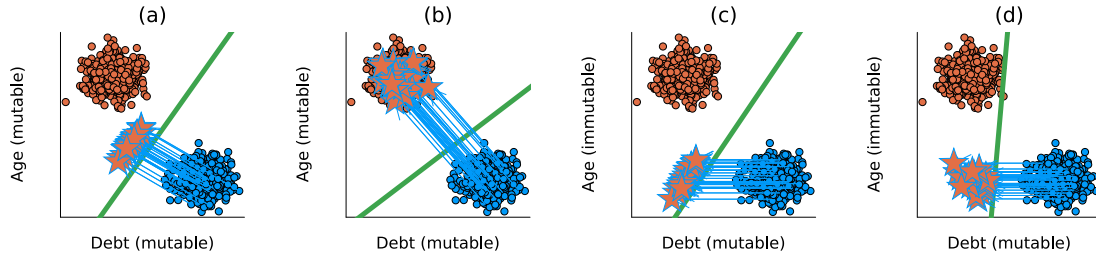 (a)
(b)
(c)
(d)
Age (mutable)
Age (mutable)
Age (immutable)
Age (immutable)
Debt (mutable)
Debt (mutable)
Debt (mutable)
Debt (mutable)